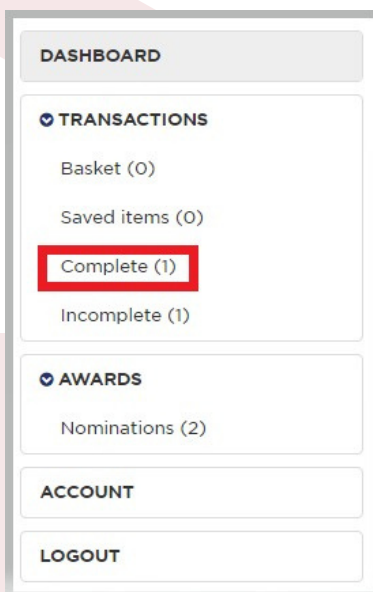 DASHBOARD
TRANSACTIONS
Basket (0)
Saved items (0)
Complete (1)
Incomplete (1)
AWARDS
Nominations (2)
ACCOUNT
LOGOUT